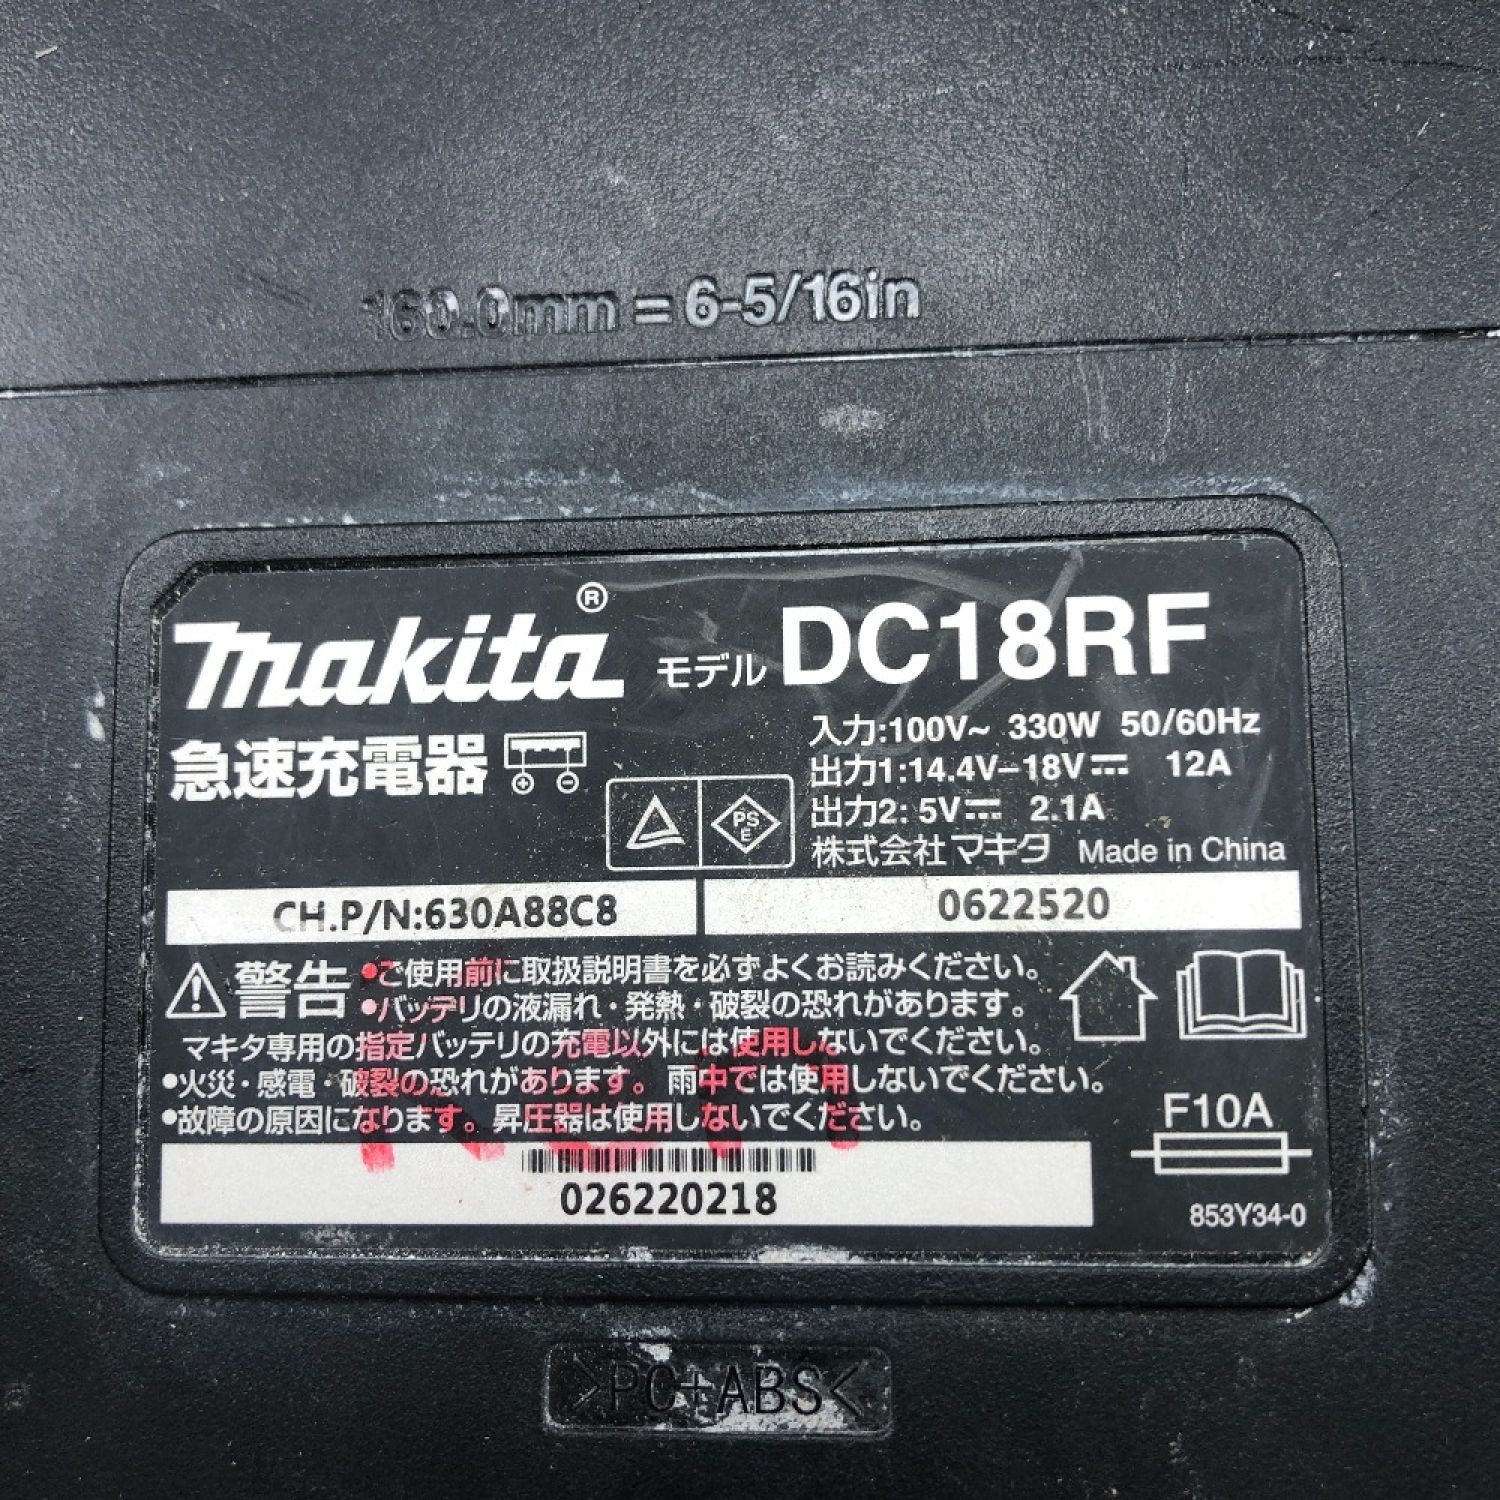 160.0mm = 6-5/16in
makita®
モデル DC18RF
急速充電器
入力:100V~ 330W 50/60Hz
出力1:14.4V-18V⎓ 12A
出力2: 5V⎓ 2.1A
PS
E
株式会社マキタ Made in China
CH.P/N:630A88C8
0622520
警告 •ご使用前に取扱説明書を必ずよくお読みください。
•バッテリの液漏れ・発熱・破裂の恐れがあります。
マキタ専用の指定バッテリの充電以外には使用しないでください。
•火災・感電・破裂の恐れがあります。雨中では使用しないでください。
•故障の原因になります。昇圧器は使用しないでください。
F10A
026220218
853Y34-0
>PC+ABS<